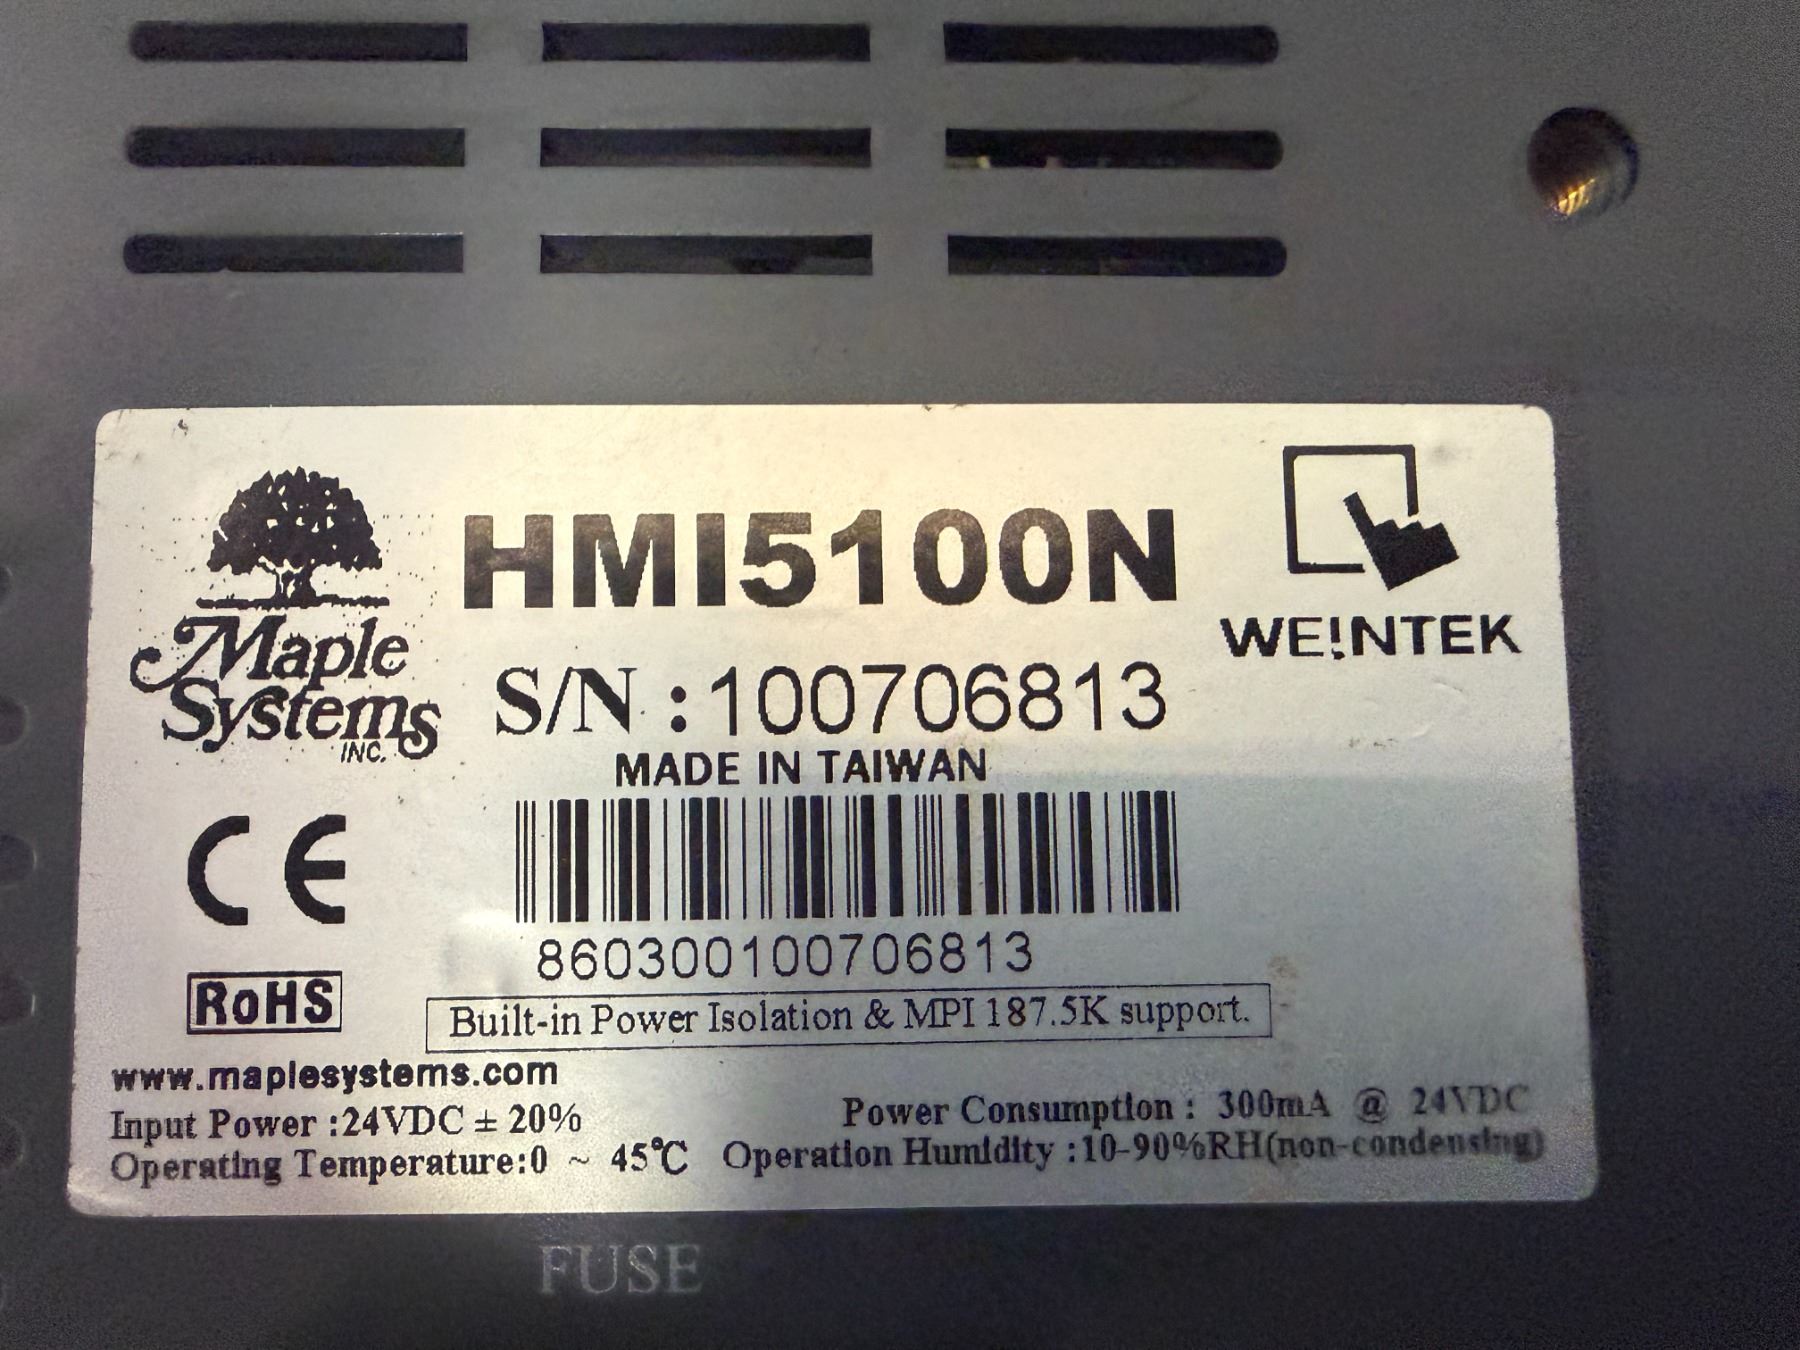 HMI5100N
WE!NTEK
Maple
Systems
INC.
S/N :100706813
MADE IN TAIWAN
CE
860300100706813
RoHS
Built-in Power Isolation & MPI 187.5K support.
www.maplesystems.com
Input Power :24VDC ± 20%
Power Consumption : 300mA @ 24VDC
Operating Temperature:0 ~ 45℃
Operation Humidity :10-90%RH(non-condensing)
FUSE